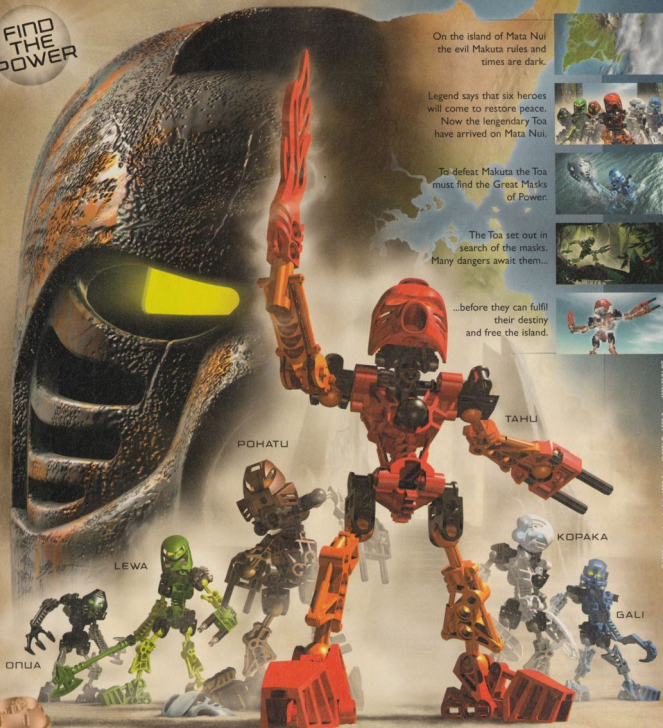 FIND
THE
POWER
On the island of Mata Nui
the evil Makuta rules and
times are dark.
Legend says that six heroes
will come to restore peace.
Now the lengendary Toa
have arrived on Mata Nui.
To defeat Makuta the Toa
must find the Great Masks
of Power.
The Toa set out in
search of the masks.
Many dangers await them...
...before they can fulfil
their destiny
and free the island.
TAHU
POHATU
KOPAKA
LEWA
GALI
ONUA